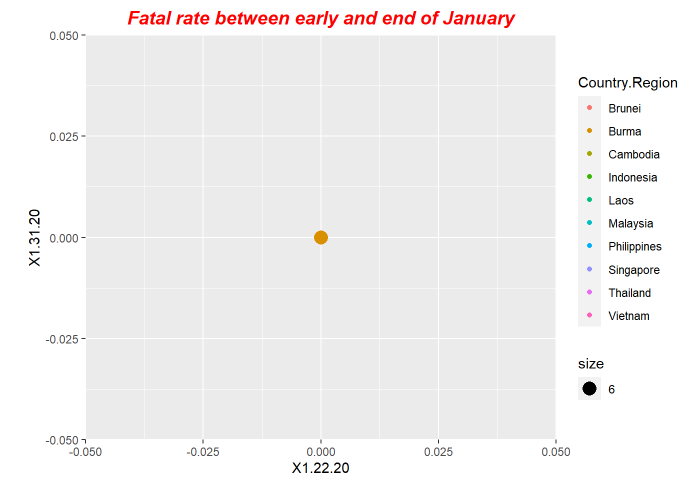 Fatal rate between early and end of January
0.050
0.025
0.000
-0.025
-0.050
X1.31.20
-0.050 -0.025 0.000 0.025 0.050
X1.22.20
Country.Region
Brunei
Burma
Cambodia
Indonesia
Laos
Malaysia
Philippines
Singapore
Thailand
Vietnam
size
6